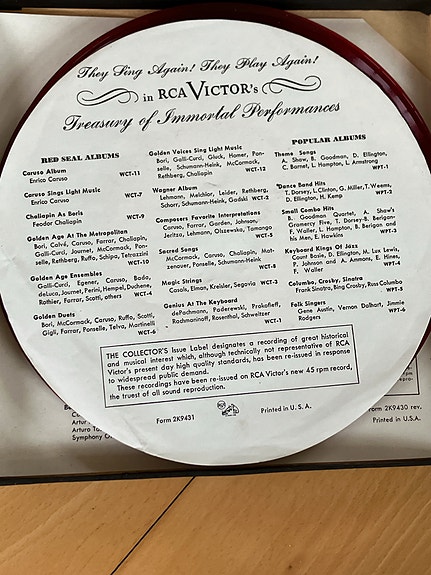 They Sing Again! They Play Again!
in RCA VICTOR's
Treasury of Immortal Performances
RED SEAL ALBUMS
Caruso Album
Enrico Caruso WCT-11
Caruso Sings Light Music
Enrico Caruso WCT-7
Chaliapin As Boris
Feodor Chaliapin WCT-9
Golden Age At The Metropolitan
Bori, Calvé, Caruso, Farrar, Chaliapin,
Galli-Curci, Journet, McCormack, Pon-
selle, Rethberg, Ruffo, Schipa, Tetrazzini
WCT-10
Golden Age Ensembles
Galli-Curci, Egener, Caruso, Bada,
deLuca, Journet, Perini, Hempel, Duchene,
Rothier, Farrar, Scotti, others WCT-4
Golden Duets
Bori, McCormack, Caruso, Ruffo, Scotti,
Gigli, Farrar, Ponselle, Telva, Martinelli
WCT-6
Golden Voices Sing Light Music
Bori, Galli-Curci, Gluck, Homer, Pon-
selle, Schumann-Heink, McCormack,
Rethberg, Chaliapin WCT-12
Wagner Album
Lehmann, Melchior, Leider, Rethberg,
Schorr, Schumann-Heink, Gadski WCT-2
Composers Favorite Interpretations
Caruso, Farrar, Garden, Johnson,
Jeritza, Lehmann, Olszewska, Tamagno
WCT-5
Sacred Songs
McCormack, Caruso, Chaliapin, Mat-
zenauer, Ponselle, Schumann-Heink
WCT-8
Magic Strings
Casals, Elman, Kreisler, Segovia WCT-3
Genius At The Keyboard
dePachmann, Paderewski, Prokofieff,
Rachmaninoff, Rosenthal, Schweitzer
WCT-1
POPULAR ALBUMS
Theme Songs
A. Shaw, B. Goodman, D. Ellington,
C. Barnet, L. Hampton, L. Armstrong
WPT-1
Dance Band Hits
T. Dorsey, L. Clinton, G. Miller, T. Weems,
D. Ellington, H. Kemp WPT-2
Small Combo Hits
B. Goodman Quartet, A. Shaw's
Gramercy Five, T. Dorsey-B. Berigan-
F. Waller, L. Hampton, B. Berigan and
his Men, E. Hawkins WPT-3
Keyboard Kings Of Jazz
Count Basie, D. Ellington, M. Lux Lewis,
P. Johnson and A. Ammons, E. Hines,
F. Waller WPT-4
Columbo, Crosby, Sinatra
Frank Sinatra, Bing Crosby, Russ Columbo
WPT-5
Folk Singers
Gene Austin, Vernon Dalhart, Jimmie
Rodgers WPT-6
THE COLLECTOR'S issue Label designates a recording of great historical
and musical interest which, although technically not representative of RCA
Victor's present day high quality standards, has been re-issued in response
to widespread public demand.
These recordings have been re-issued on RCA Victor's new 45 rpm record,
the truest of all sound reproduction.
Form 2K9431
Printed in U. S. A.
Artur
Symphony O
Form 2K9430 rev.
Printed in U.S.A.